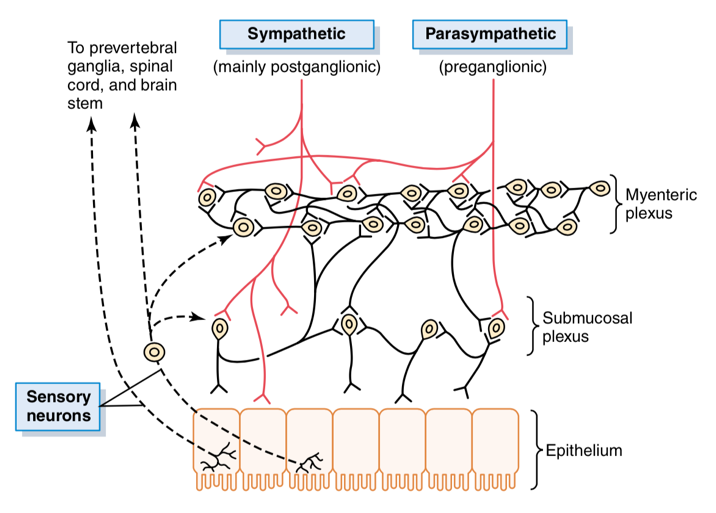 To prevertebral
ganglia, spinal
cord, and brain
stem
Sympathetic
(mainly postganglionic)
Parasympathetic
(preganglionic)
Myenteric
plexus
Submucosal
plexus
Sensory
neurons
Epithelium